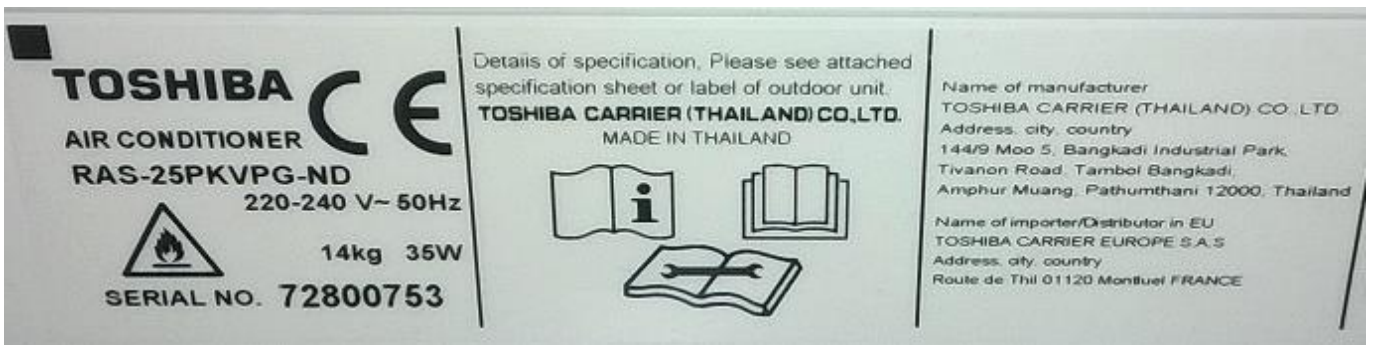 TOSHIBA CE
AIR CONDITIONER
RAS-25PKVPG-ND
220-240 V~ 50Hz
14kg 35W
SERIAL NO. 72800753
Details of specification, Please see attached
specification sheet or label of outdoor unit.
TOSHIBA CARRIER (THAILAND) CO.,LTD.
MADE IN THAILAND
i
Name of manufacturer
TOSHIBA CARRIER (THAILAND) CO.,LTD
Address, city, country
144/9 Moo 5, Bangkadi Industrial Park,
Tivanon Road, Tambol Bangkadi,
Amphur Muang, Pathumthani 12000, Thailand
Name of importer/Distributor in EU
TOSHIBA CARRIER EUROPE S.A.S
Address, city, country
Route de Thil 01120 Montluel FRANCE